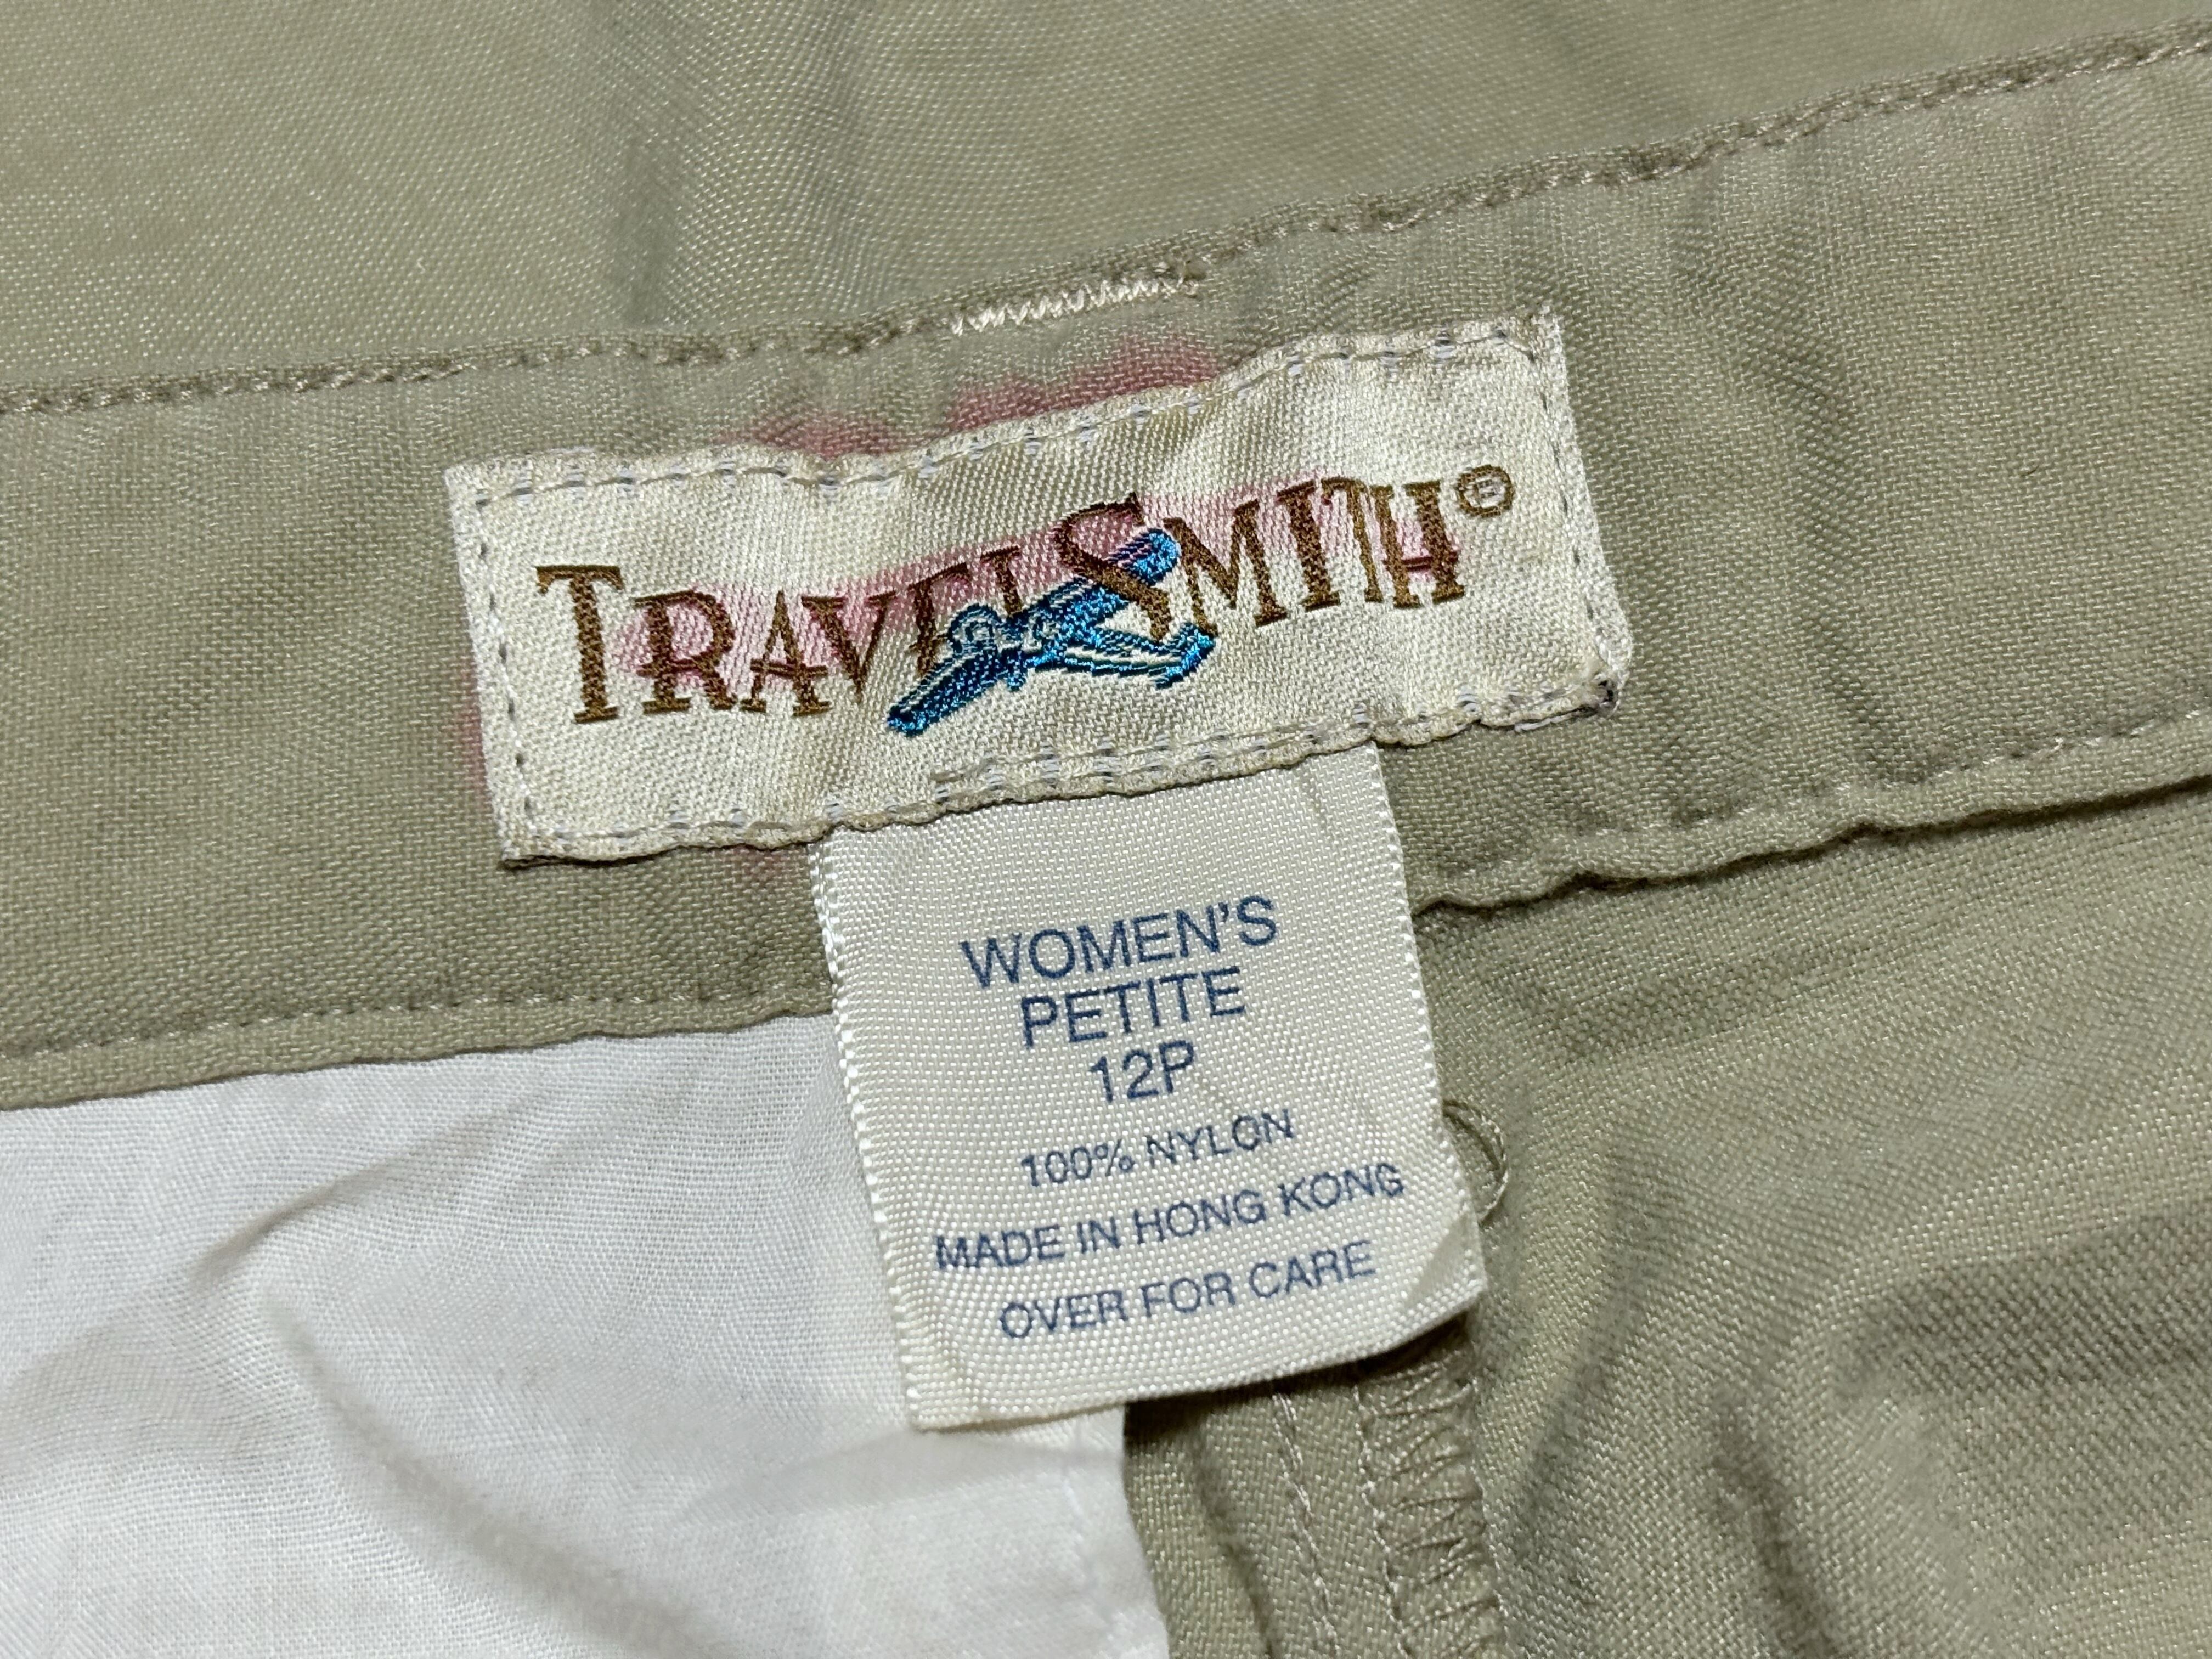 TRAVELSMITH®
WOMEN'S
PETITE
12P
100% NYLON
MADE IN HONG KONG
OVER FOR CARE